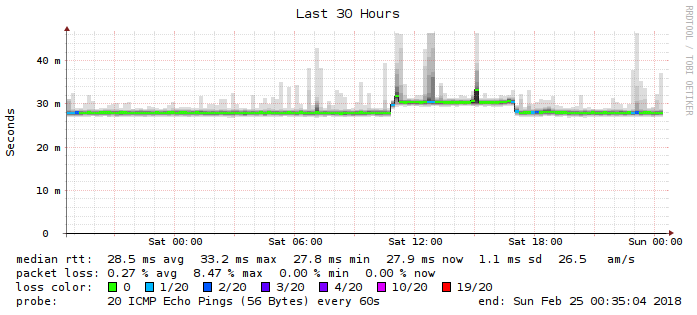 Last 30 Hours
RRDTOOL / TOBI OETIKER
Seconds
40 m
30 m
20 m
10 m
0
Sat 00:00 Sat 06:00 Sat 12:00 Sat 18:00 Sun 00:00
median rtt: 28.5 ms avg 33.2 ms max 27.8 ms min 27.9 ms now 1.1 ms sd 26.5 am/s
packet loss: 0.27 % avg 8.47 % max 0.00 % min 0.00 % now
loss color: 0 1/20 2/20 3/20 4/20 10/20 19/20
probe: 20 ICMP Echo Pings (56 Bytes) every 60s end: Sun Feb 25 00:35:04 2018